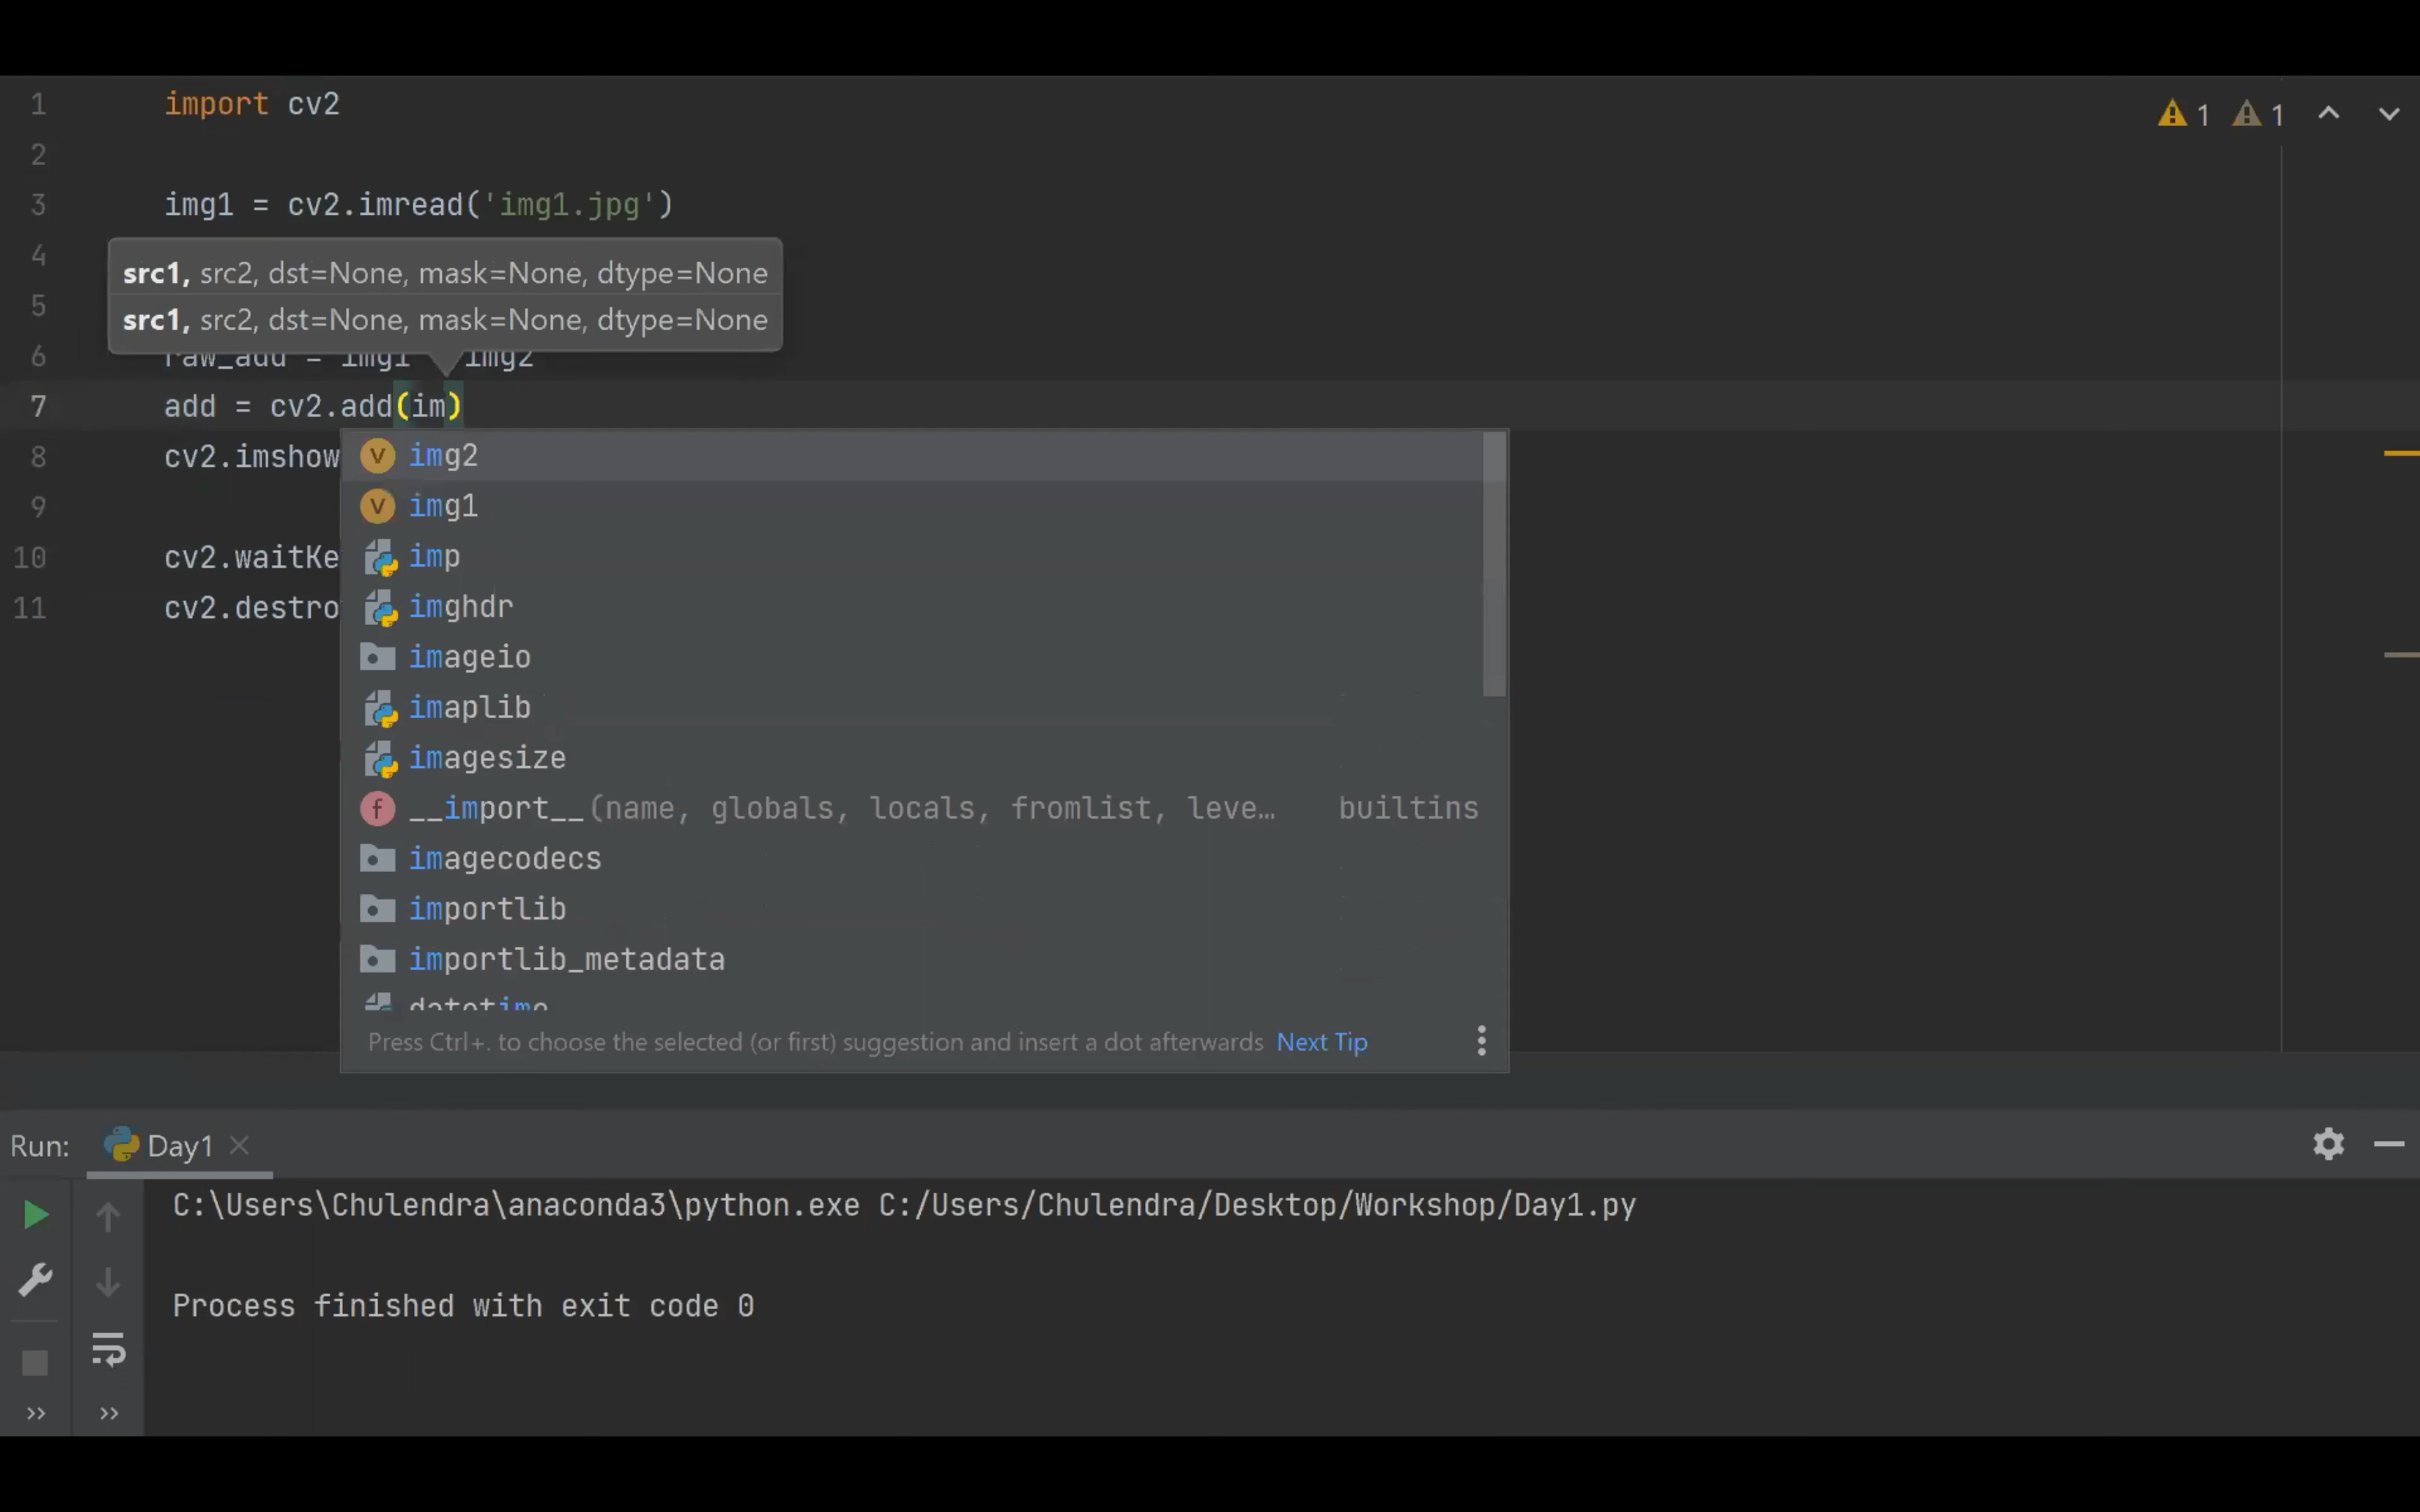 1 import cv2
1 1
2
3 img1 = cv2.imread('img1.jpg')
4
src1, src2, dst=None, mask=None, dtype=None
5
src1, src2, dst=None, mask=None, dtype=None
6 raw_add = img1 img2
7 add = cv2.add(im)
8 cv2.imshow
img2
9
img1
10 cv2.waitKe
imp
11 cv2.destro
imghdr
imageio
imaplib
imagesize
__import__(name, globals, locals, fromlist, leve… builtins
imagecodecs
importlib
importlib_metadata
datetime
Press Ctrl+. to choose the selected (or first) suggestion and insert a dot afterwards Next Tip
Run: Day1
C:\Users\Chulendra\anaconda3\python.exe C:/Users/Chulendra/Desktop/Workshop/Day1.py
Process finished with exit code 0